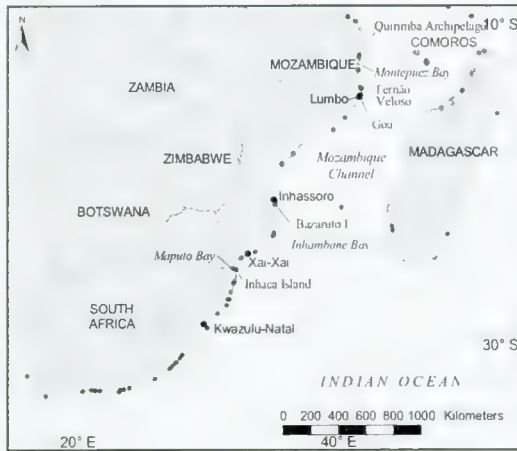 N
10° S
Quirimba Archipelago
COMOROS
MOZAMBIQUE
Montepuez Bay
ZAMBIA
Fernão
Veloso
Lumbo
Goa
Mozambique
Channel
MADAGASCAR
ZIMBABWE
Inhassoro
BOTSWANA
Bazaruto I
Inhambane Bay
Maputo Bay
Xai-Xai
Inhaca Island
SOUTH
AFRICA
Kwazulu-Natal
30° S
INDIAN OCEAN
0 200 400 600 800 1000 Kilometers
20° E
40° E